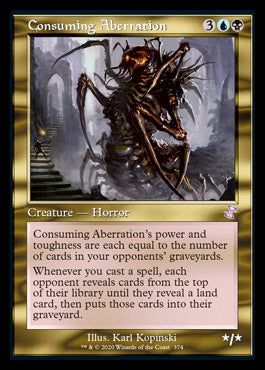 Consuming Aberration 3
Creature — Horror
Consuming Aberration's power and
toughness are each equal to the number
of cards in your opponents' graveyards.
Whenever you cast a spell, each
opponent reveals cards from the top
of their library until they reveal a land
card, then puts those cards into their
graveyard.
Illus. Karl Kopinski
™ & © 2020 Wizards of the Coast 374
*/*